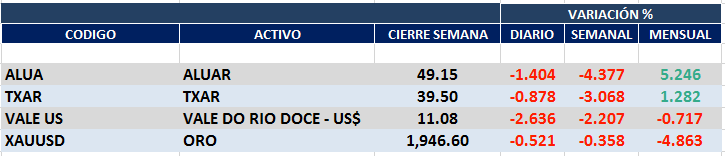 VARIACIÓN %
CODIGO ACTIVO CIERRE SEMANA DIARIO SEMANAL MENSUAL
ALUA ALUAR 49.15 -1.404 -4.377 5.246
TXAR TXAR 39.50 -0.878 -3.068 1.282
VALE US VALE DO RIO DOCE - US$ 11.08 -2.636 -2.207 -0.717
XAUUSD ORO 1,946.60 -0.521 -0.358 -4.863